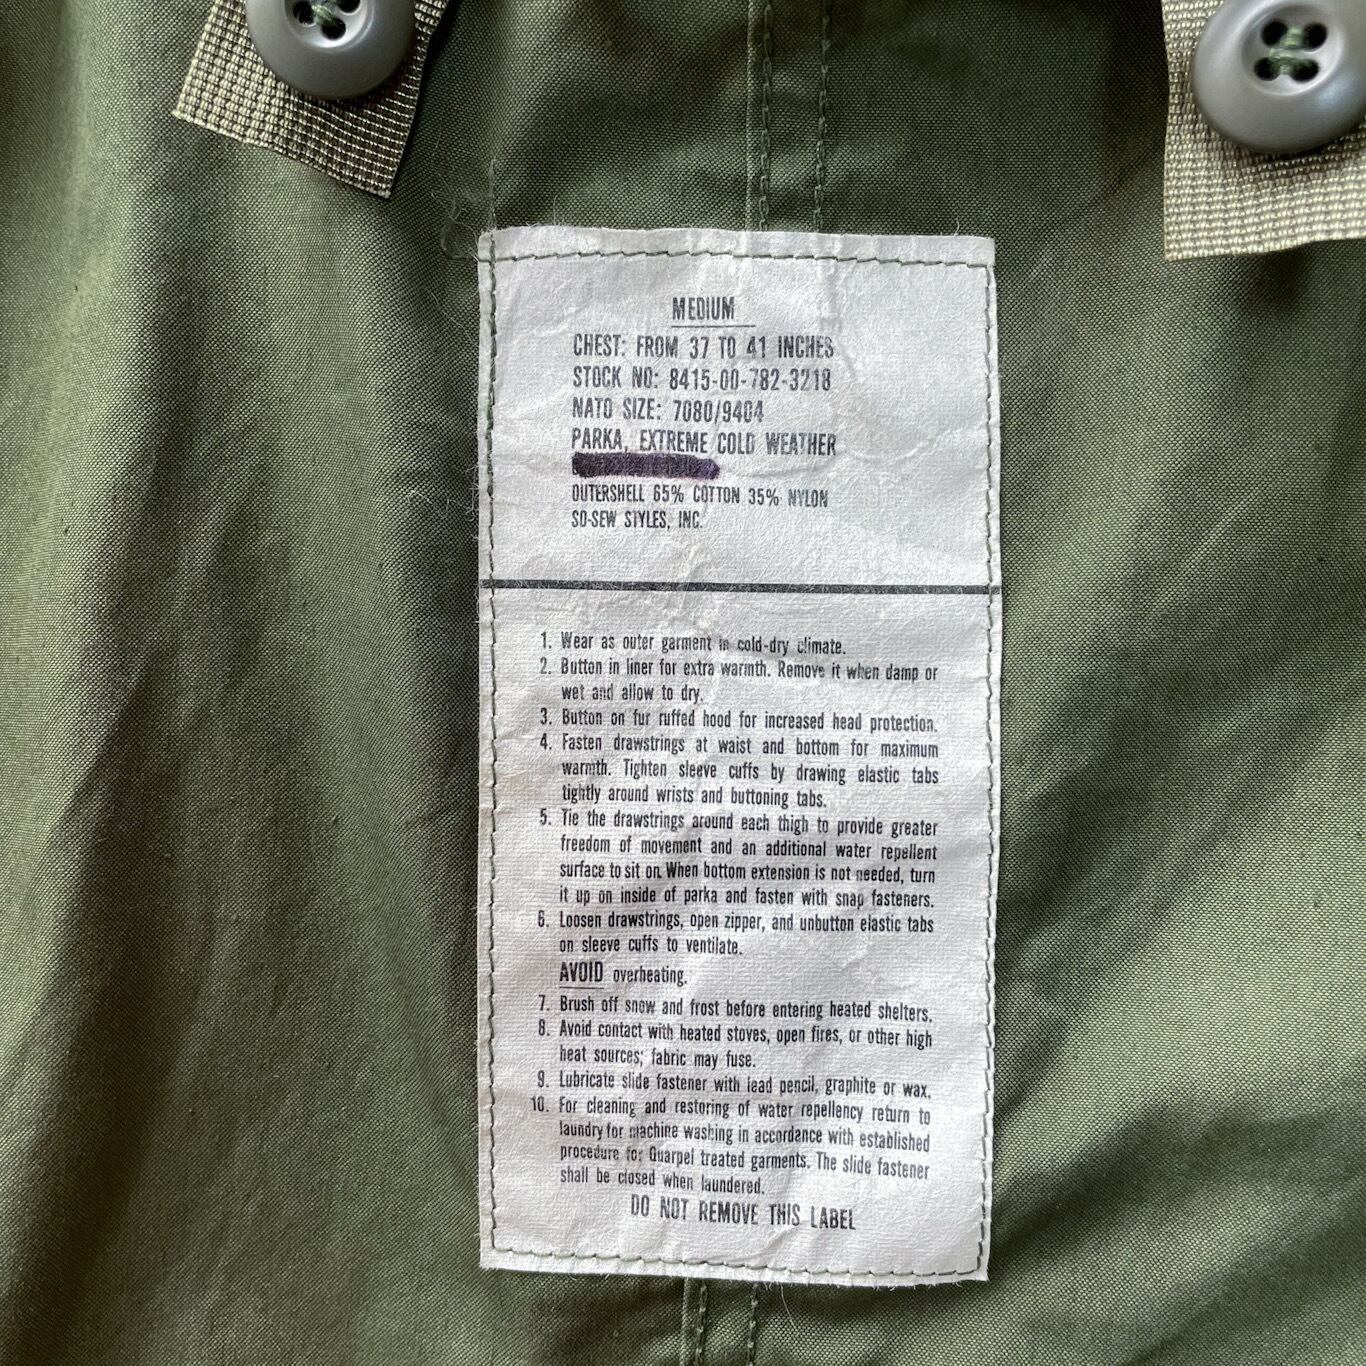 MEDIUM
CHEST: FROM 37 TO 41 INCHES
STOCK NO: 8415-00-782-3218
NATO SIZE: 7080/9404
PARKA, EXTREME COLD WEATHER
OUTERSHELL 65% COTTON 35% NYLON
SO-SEW STYLES, INC.
1. Wear as outer garment in cold-dry climate.
2. Button in liner for extra warmth. Remove it when damp or
wet and allow to dry.
3. Button on fur ruffed hood for increased head protection.
4. Fasten drawstrings at waist and bottom for maximum
warmth. Tighten sleeve cuffs by drawing elastic tabs
tightly around wrists and buttoning tabs.
5. Tie the drawstrings around each thigh to provide greater
freedom of movement and an additional water repellent
surface to sit on. When bottom extension is not needed, turn
it up on inside of parka and fasten with snap fasteners.
6. Loosen drawstrings, open zipper, and unbutton elastic tabs
on sleeve cuffs to ventilate.
AVOID overheating.
7. Brush off snow and frost before entering heated shelters.
8. Avoid contact with heated stoves, open fires, or other high
heat sources; fabric may fuse.
9. Lubricate slide fastener with lead pencil, graphite or wax.
10. For cleaning and restoring of water repellency return to
laundry for machine washing in accordance with established
procedure for Quarpel treated garments. The slide fastener
shall be closed when laundered.
DO NOT REMOVE THIS LABEL